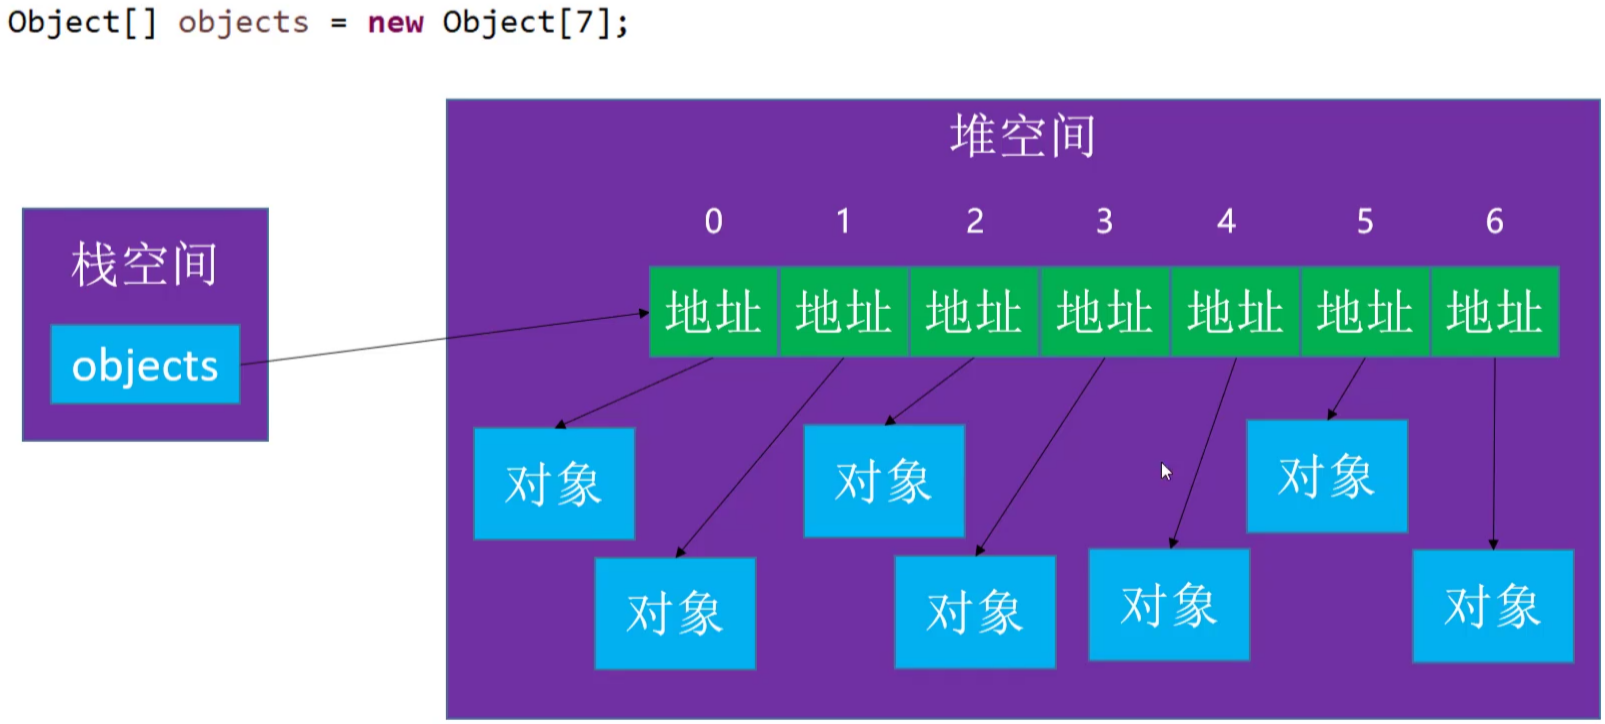 Object[] objects = new Object[7];
堆空间
0 1 2 3 4 5 6
栈空间
地址 地址 地址 地址 地址 地址 地址
objects
对象 对象 对象
对象 对象 对象 对象